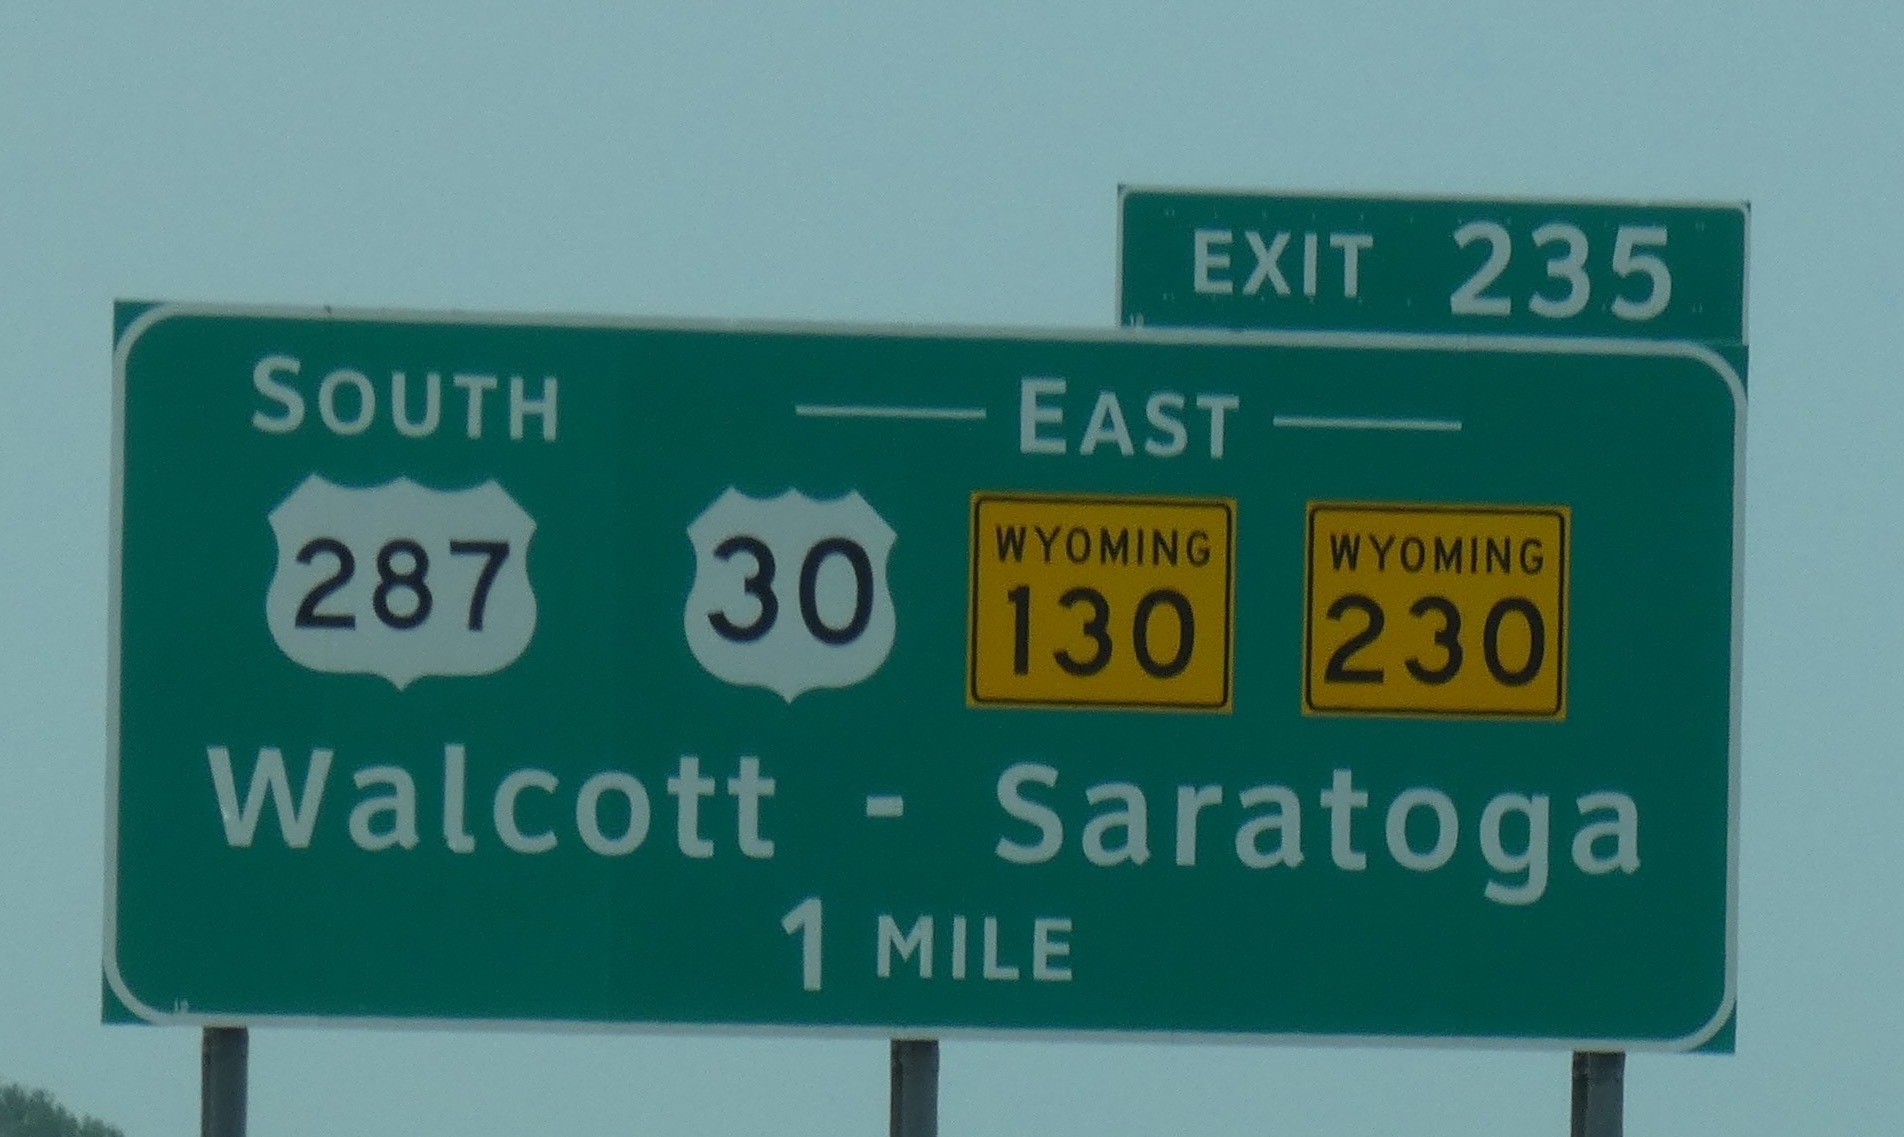 EXIT 235
SOUTH EAST
287 30 WYOMING 130 WYOMING 230
Walcott - Saratoga
1 MILE